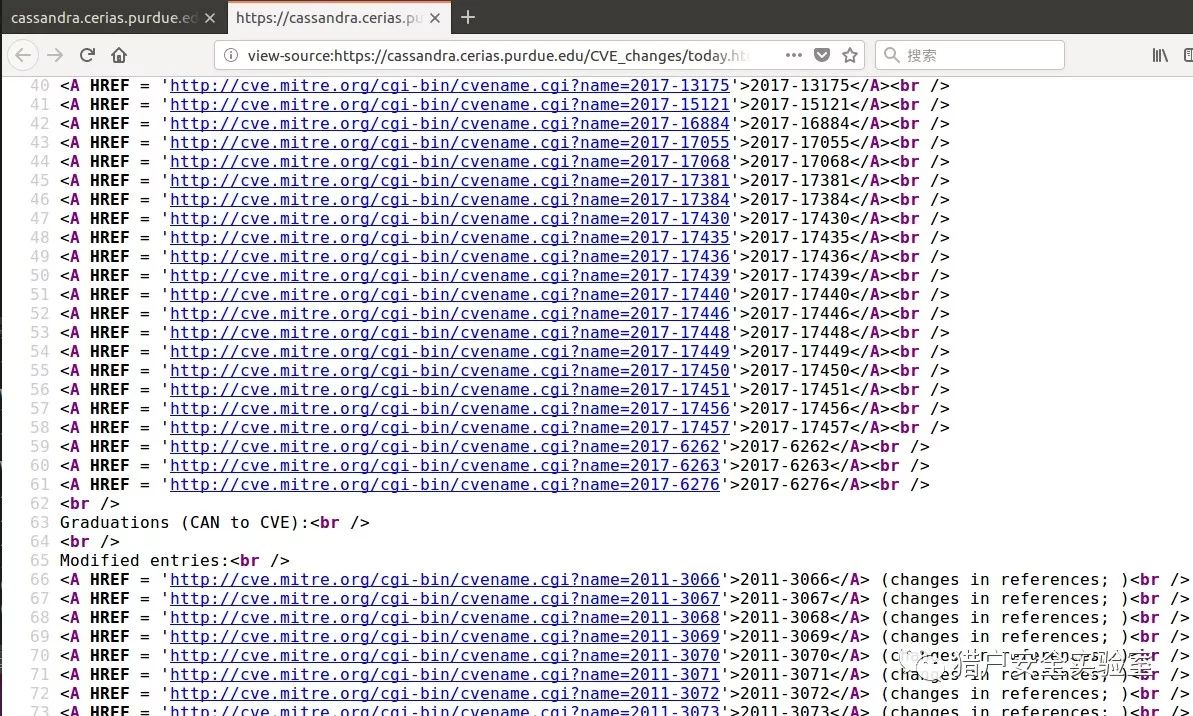 cassandra.cerias.purdue.ed
https://cassandra.cerias.pu
view-source:https://cassandra.cerias.purdue.edu/CVE_changes/today.ht
搜索
40 <A HREF = 'http://cve.mitre.org/cgi-bin/cvename.cgi?name=2017-13175'>2017-13175</A><br />
41 <A HREF = 'http://cve.mitre.org/cgi-bin/cvename.cgi?name=2017-15121'>2017-15121</A><br />
42 <A HREF = 'http://cve.mitre.org/cgi-bin/cvename.cgi?name=2017-16884'>2017-16884</A><br />
43 <A HREF = 'http://cve.mitre.org/cgi-bin/cvename.cgi?name=2017-17055'>2017-17055</A><br />
44 <A HREF = 'http://cve.mitre.org/cgi-bin/cvename.cgi?name=2017-17068'>2017-17068</A><br />
45 <A HREF = 'http://cve.mitre.org/cgi-bin/cvename.cgi?name=2017-17381'>2017-17381</A><br />
46 <A HREF = 'http://cve.mitre.org/cgi-bin/cvename.cgi?name=2017-17384'>2017-17384</A><br />
47 <A HREF = 'http://cve.mitre.org/cgi-bin/cvename.cgi?name=2017-17430'>2017-17430</A><br />
48 <A HREF = 'http://cve.mitre.org/cgi-bin/cvename.cgi?name=2017-17435'>2017-17435</A><br />
49 <A HREF = 'http://cve.mitre.org/cgi-bin/cvename.cgi?name=2017-17436'>2017-17436</A><br />
50 <A HREF = 'http://cve.mitre.org/cgi-bin/cvename.cgi?name=2017-17439'>2017-17439</A><br />
51 <A HREF = 'http://cve.mitre.org/cgi-bin/cvename.cgi?name=2017-17440'>2017-17440</A><br />
52 <A HREF = 'http://cve.mitre.org/cgi-bin/cvename.cgi?name=2017-17446'>2017-17446</A><br />
53 <A HREF = 'http://cve.mitre.org/cgi-bin/cvename.cgi?name=2017-17448'>2017-17448</A><br />
54 <A HREF = 'http://cve.mitre.org/cgi-bin/cvename.cgi?name=2017-17449'>2017-17449</A><br />
55 <A HREF = 'http://cve.mitre.org/cgi-bin/cvename.cgi?name=2017-17450'>2017-17450</A><br />
56 <A HREF = 'http://cve.mitre.org/cgi-bin/cvename.cgi?name=2017-17451'>2017-17451</A><br />
57 <A HREF = 'http://cve.mitre.org/cgi-bin/cvename.cgi?name=2017-17456'>2017-17456</A><br />
58 <A HREF = 'http://cve.mitre.org/cgi-bin/cvename.cgi?name=2017-17457'>2017-17457</A><br />
59 <A HREF = 'http://cve.mitre.org/cgi-bin/cvename.cgi?name=2017-6262'>2017-6262</A><br />
60 <A HREF = 'http://cve.mitre.org/cgi-bin/cvename.cgi?name=2017-6263'>2017-6263</A><br />
61 <A HREF = 'http://cve.mitre.org/cgi-bin/cvename.cgi?name=2017-6276'>2017-6276</A><br />
62 <br />
63 Graduations (CAN to CVE):<br />
64 <br />
65 Modified entries:<br />
66 <A HREF = 'http://cve.mitre.org/cgi-bin/cvename.cgi?name=2011-3066'>2011-3066</A> (changes in references; )<br />
67 <A HREF = 'http://cve.mitre.org/cgi-bin/cvename.cgi?name=2011-3067'>2011-3067</A> (changes in references; )<br />
68 <A HREF = 'http://cve.mitre.org/cgi-bin/cvename.cgi?name=2011-3068'>2011-3068</A> (changes in references; )<br />
69 <A HREF = 'http://cve.mitre.org/cgi-bin/cvename.cgi?name=2011-3069'>2011-3069</A> (changes in references; )<br />
70 <A HREF = 'http://cve.mitre.org/cgi-bin/cvename.cgi?name=2011-3070'>2011-3070</A> (changes in references; )<br />
71 <A HREF = 'http://cve.mitre.org/cgi-bin/cvename.cgi?name=2011-3071'>2011-3071</A> (changes in references; )<br />
猎户安全实验室
72 <A HREF = 'http://cve.mitre.org/cgi-bin/cvename.cgi?name=2011-3072'>2011-3072</A> (changes in references; )<br />
73 <A HREF = 'http://cve.mitre.org/cgi-bin/cvename.cgi?name=2011-3073'>2011-3073</A> (changes in references; )<br />